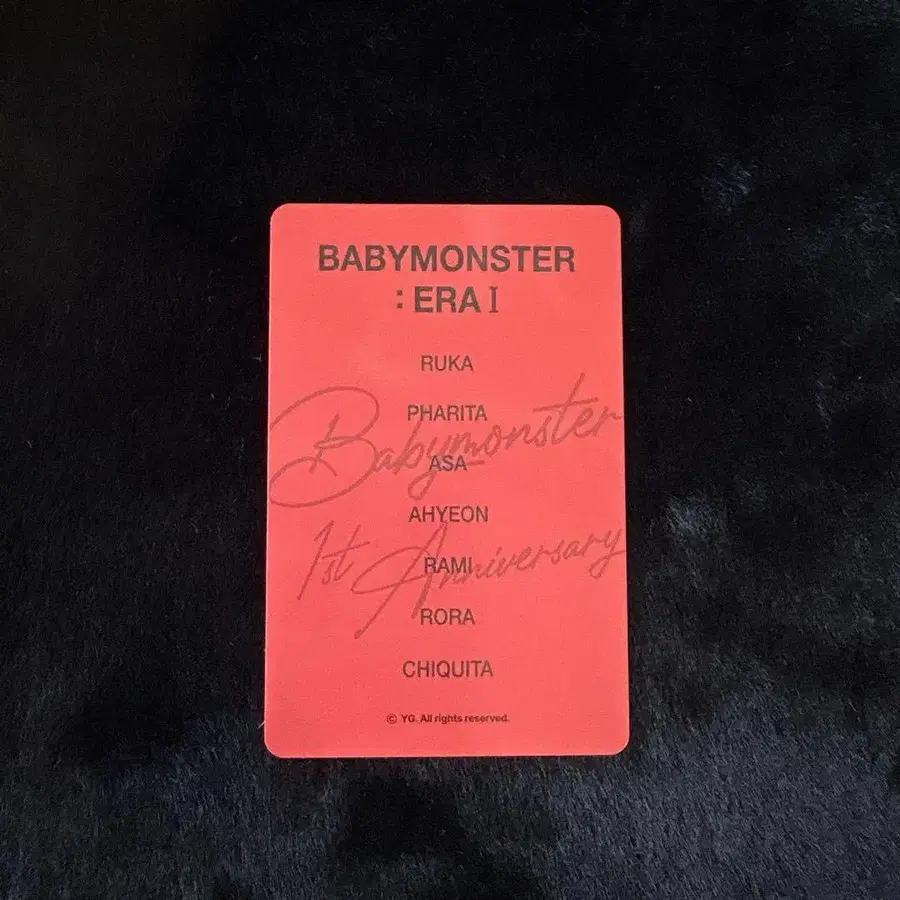 BABYMONSTER
: ERA I
RUKA
PHARITA
Babymonster
ASA
AHYEON
1st Anniversary
RAMI
RORA
CHIQUITA
© YG. All rights reserved.